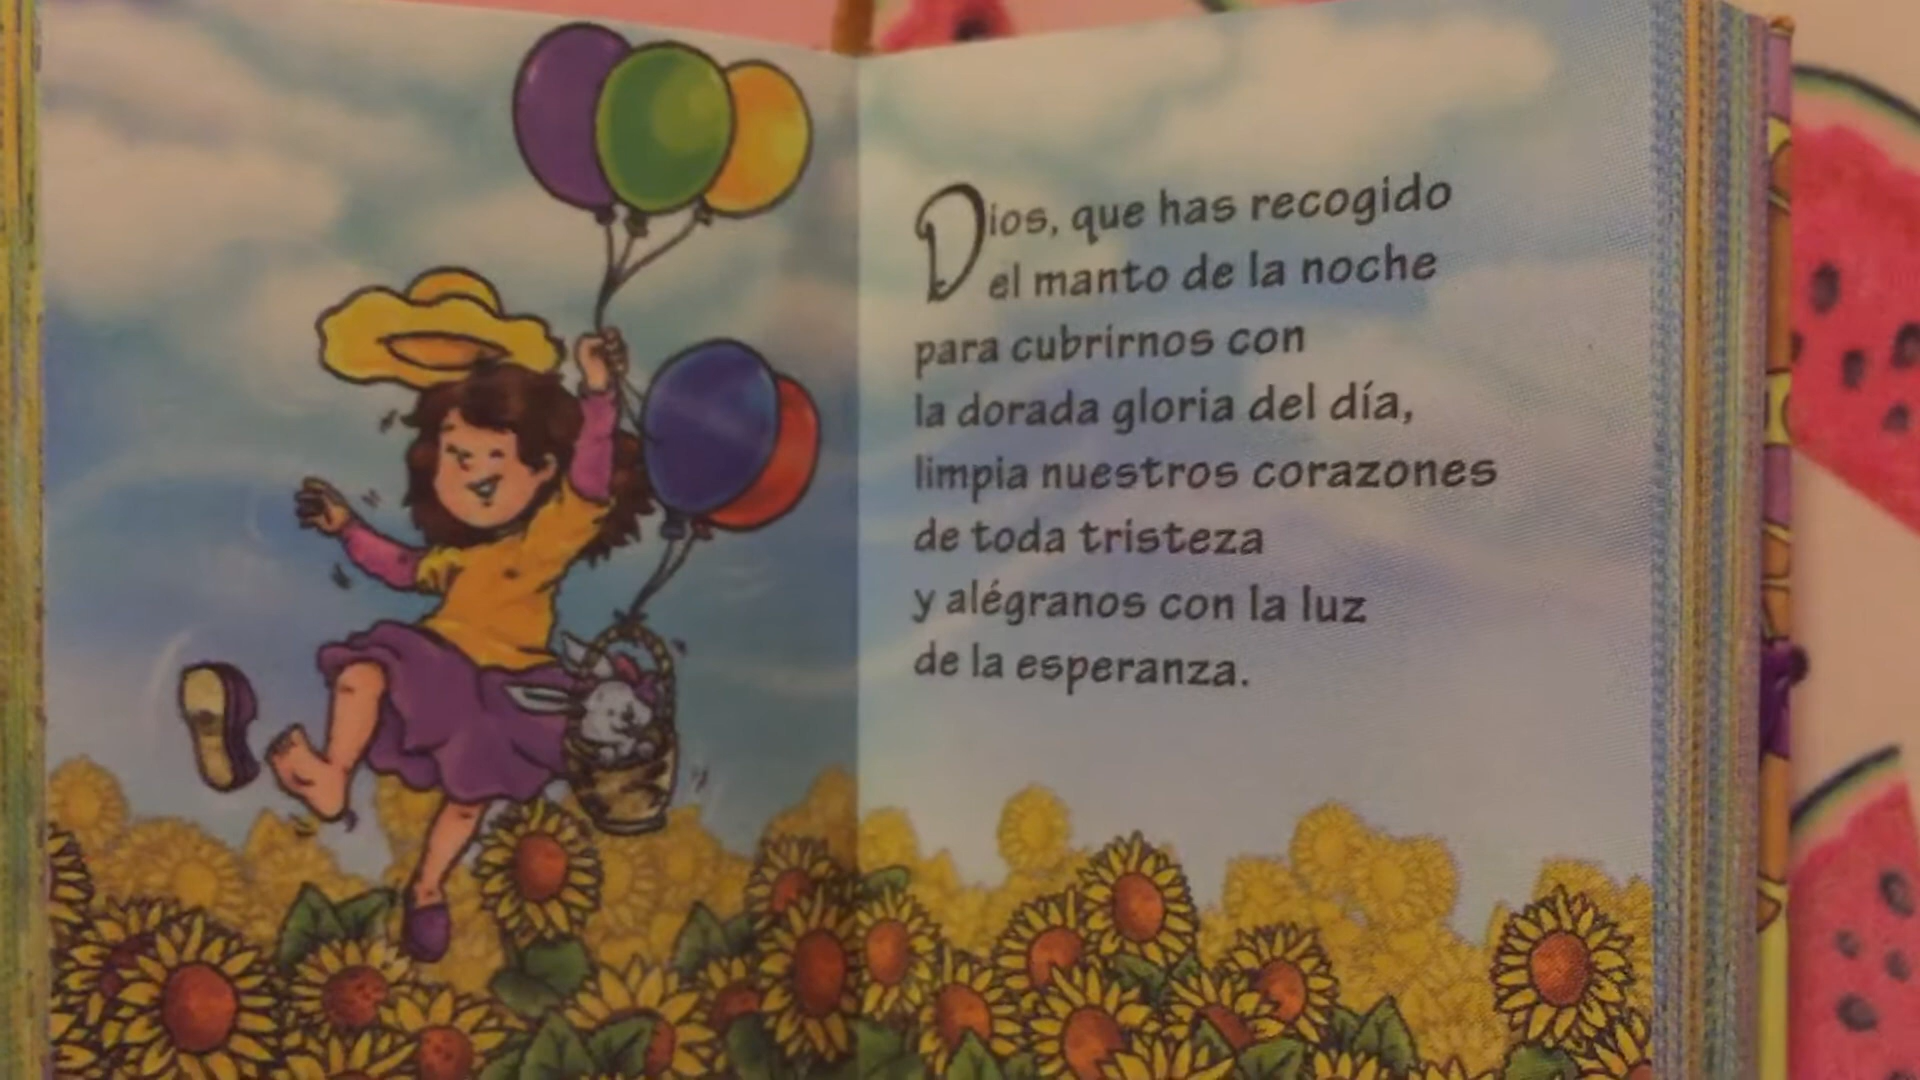 Dios, que has recogido
el manto de la noche
para cubrirnos con
la dorada gloria del día,
limpia nuestros corazones
de toda tristeza
y alégranos con la luz
de la esperanza.